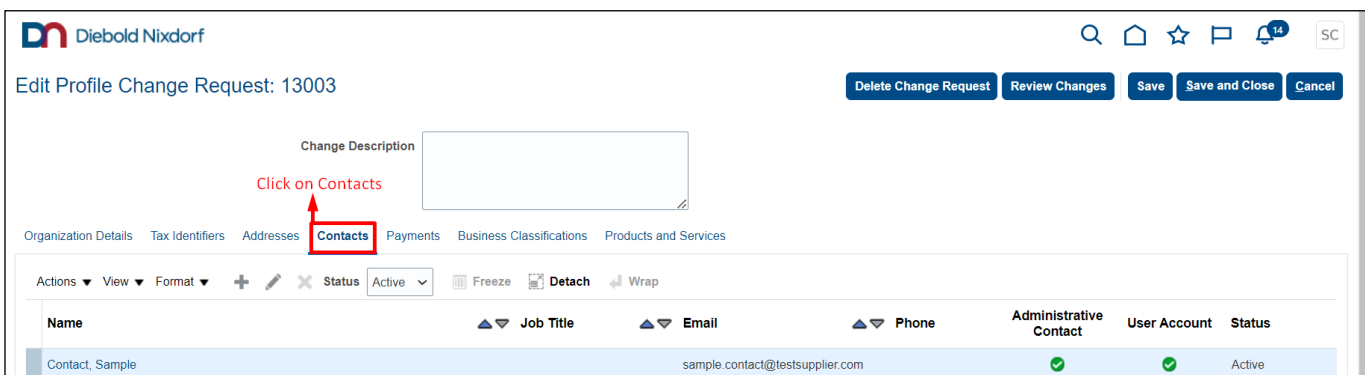 Diebold Nixdorf
14
SC
Edit Profile Change Request: 13003
Delete Change Request Review Changes Save Save and Close Cancel
Change Description
Click on Contacts
Organization Details Tax Identifiers Addresses Contacts Payments Business Classifications Products and Services
Actions View Format Status Active Freeze Detach Wrap
Name Job Title Email Phone Administrative Contact User Account Status
Contact, Sample sample.contact@testsupplier.com Active